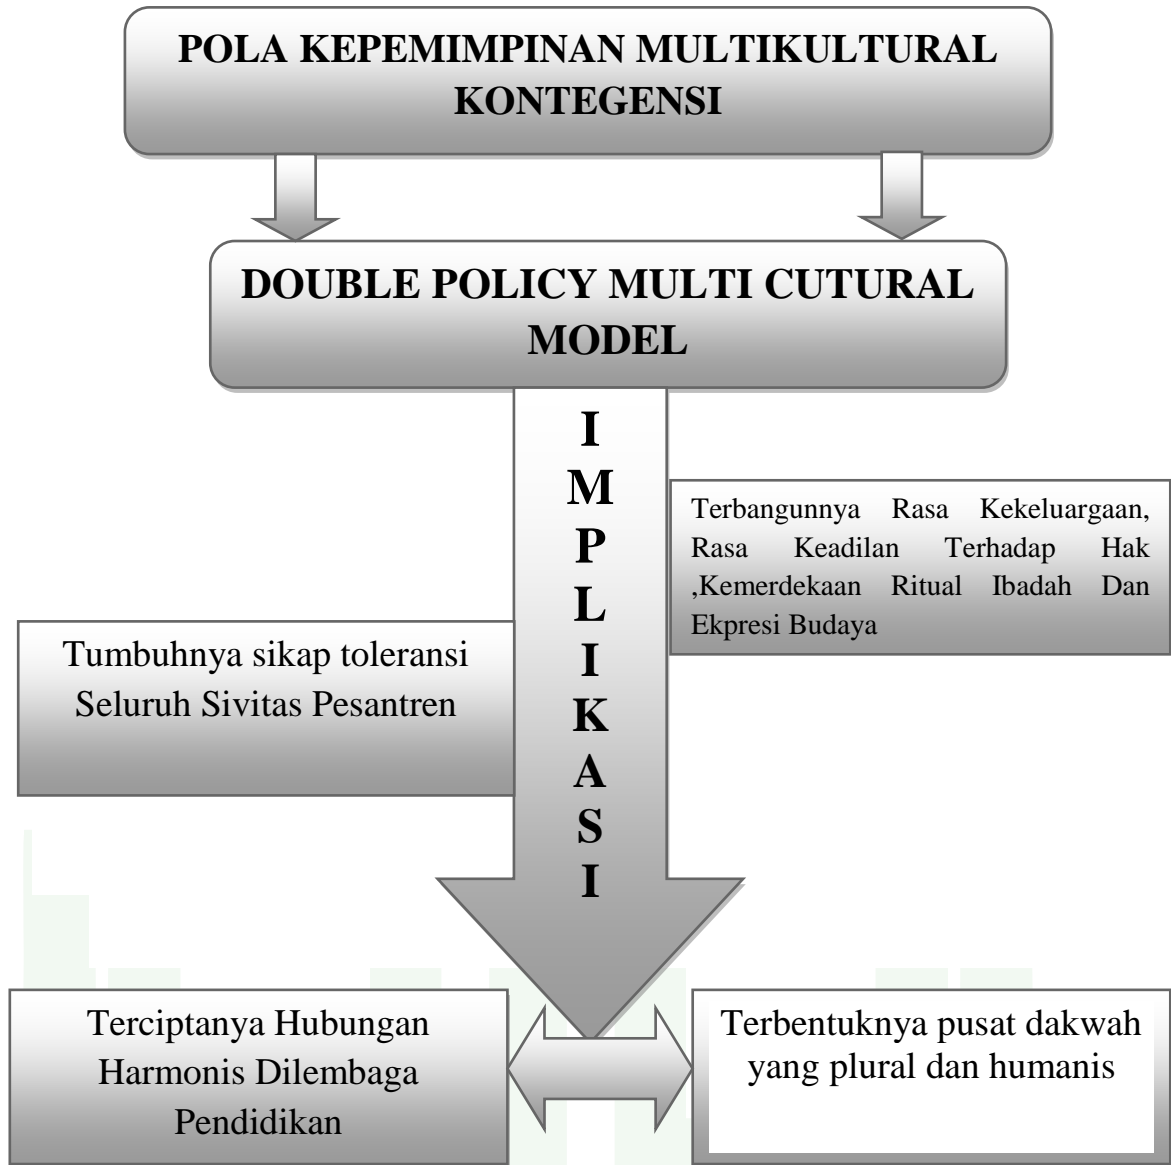 POLA KEPEMIMPINAN MULTIKULTURAL
KONTEGENSI
DOUBLE POLICY MULTI CUTURAL
MODEL
I
M
P
L
I
K
A
S
I
Terbangunnya Rasa Kekeluargaan,
Rasa Keadilan Terhadap Hak
,Kemerdekaan Ritual Ibadah Dan
Ekpresi Budaya
Tumbuhnya sikap toleransi
Seluruh Sivitas Pesantren
Terciptanya Hubungan
Harmonis Dilembaga
Pendidikan
Terbentuknya pusat dakwah
yang plural dan humanis